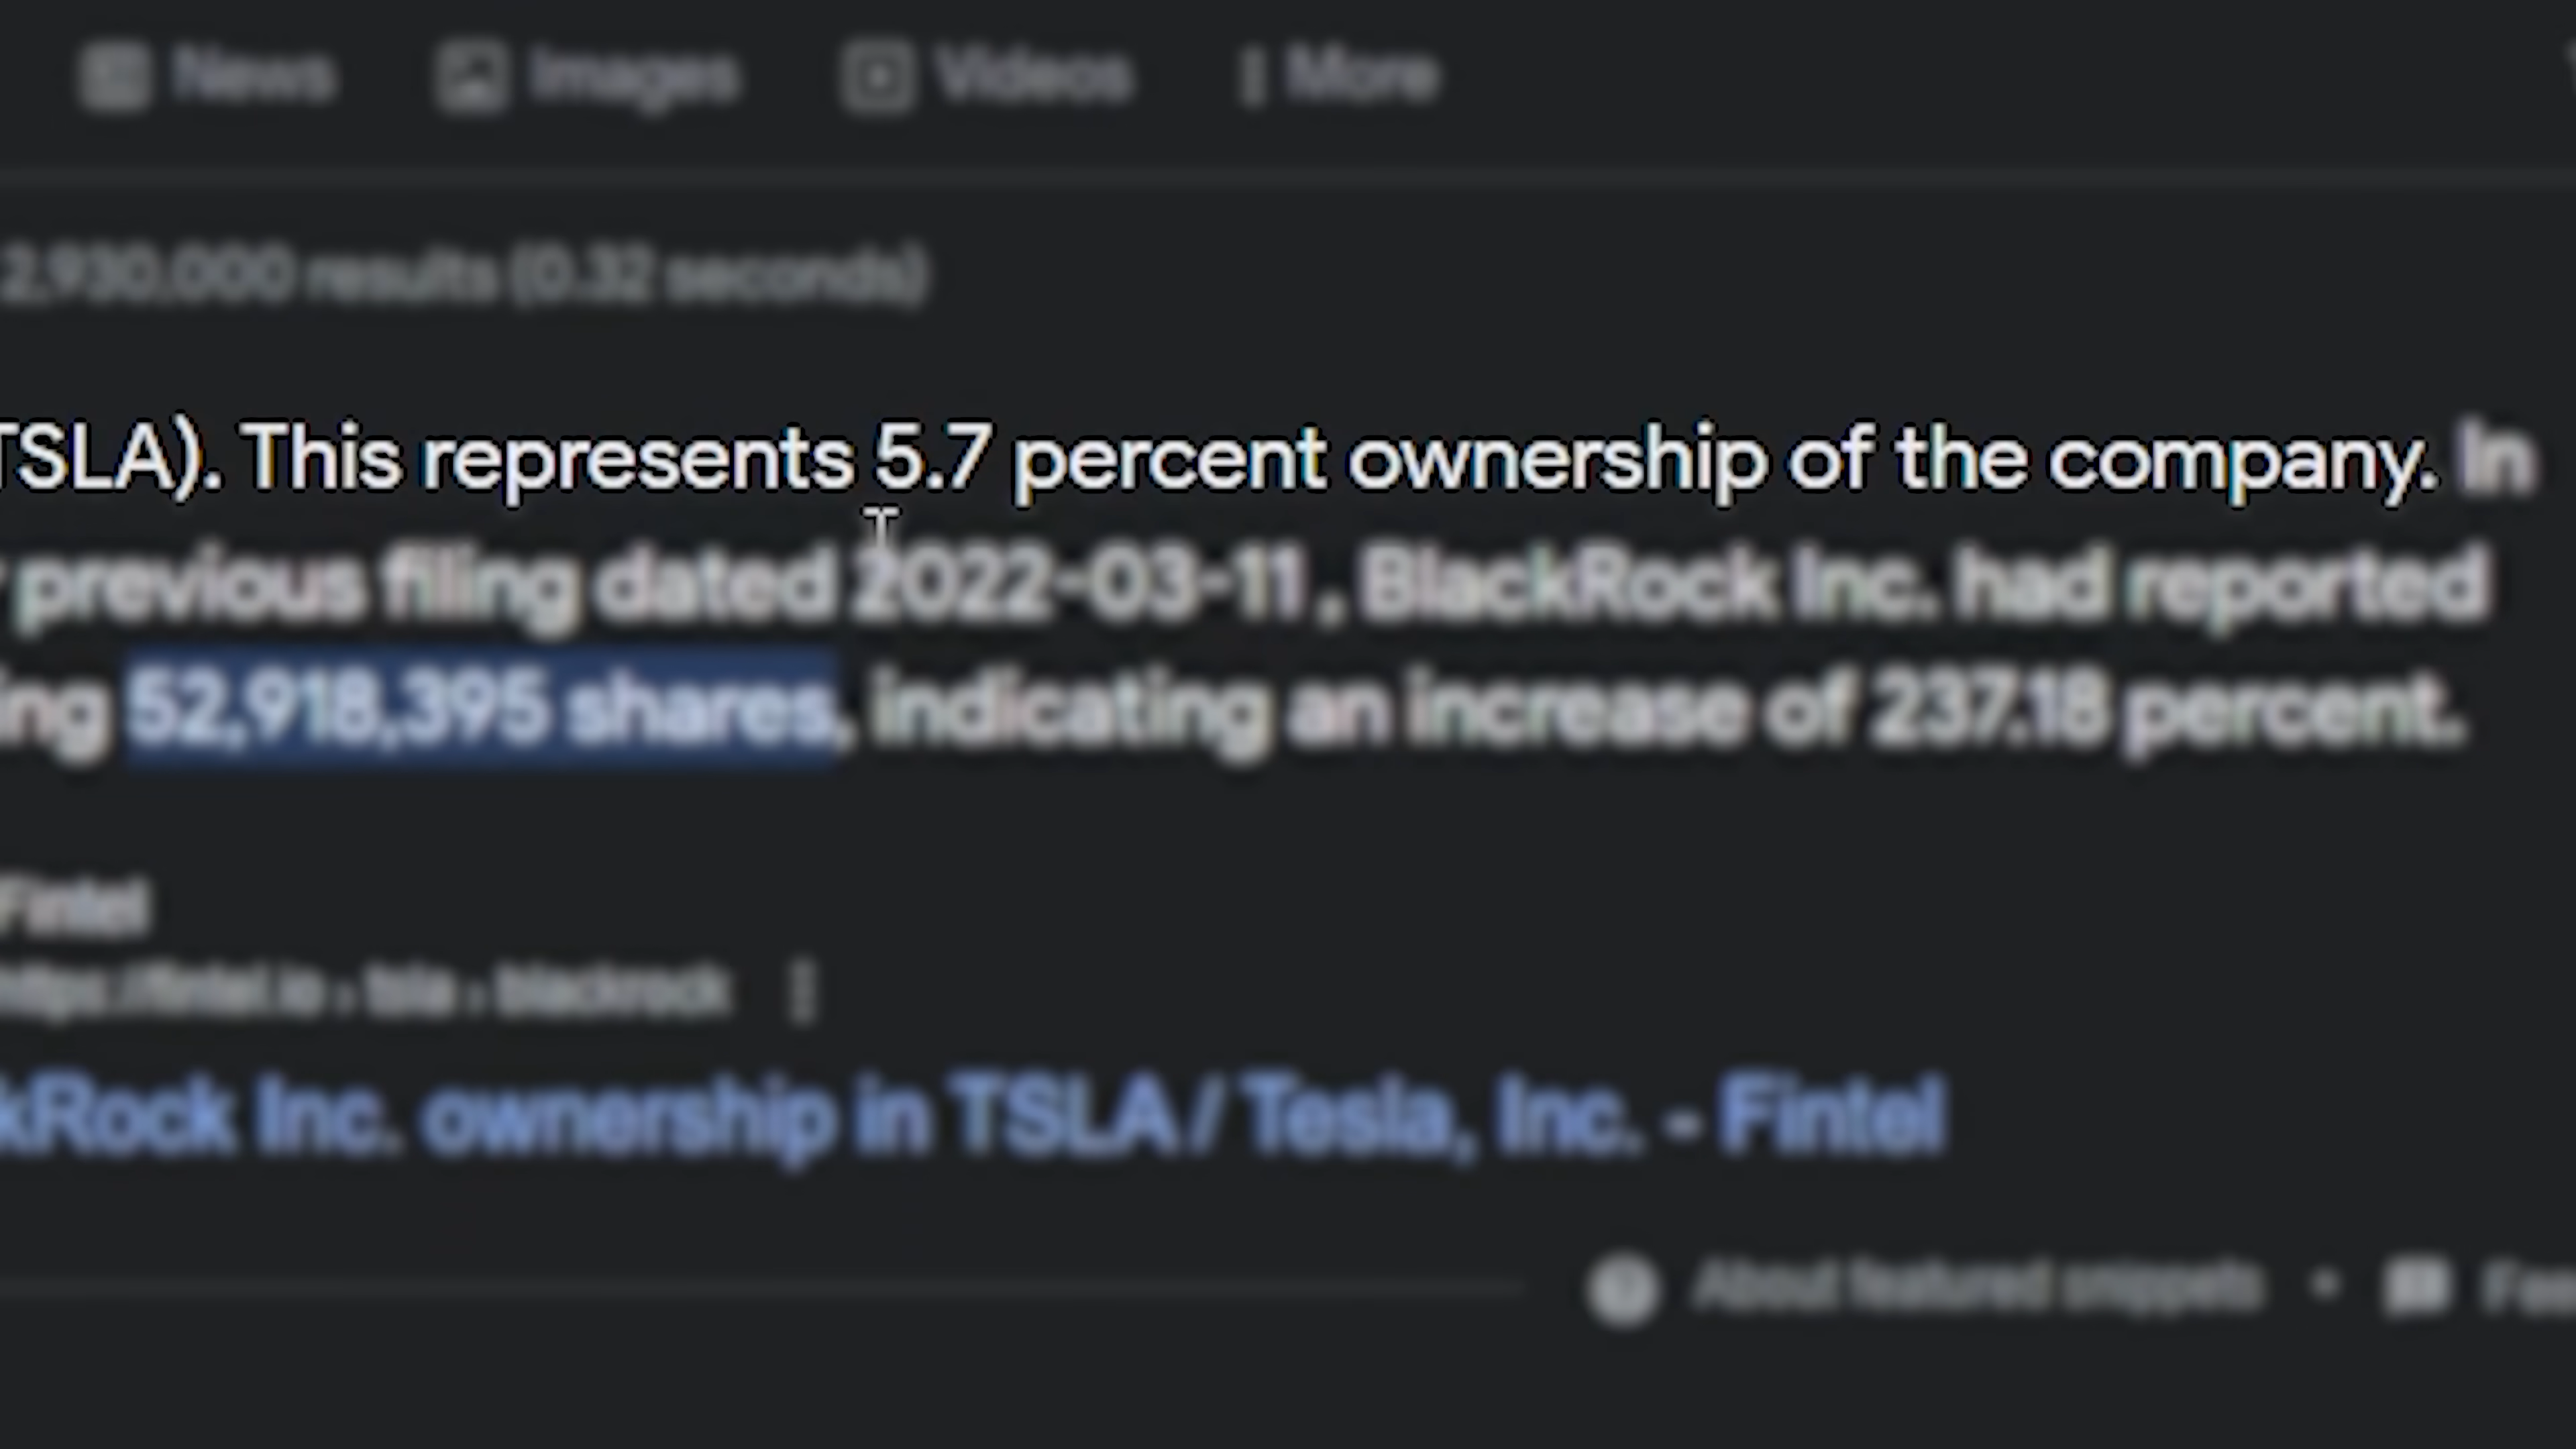 News Images Videos More
2,930,000 results (0.32 seconds)
TSLA). This represents 5.7 percent ownership of the company. In
previous filing dated 2022-03-11, BlackRock Inc. had reported
ing 52,918,395 shares, indicating an increase of 237.18 percent.
Fintel
https://fintel.io › tsla › blackrock
kRock Inc. ownership in TSLA / Tesla, Inc. - Fintel
About featured snippets •